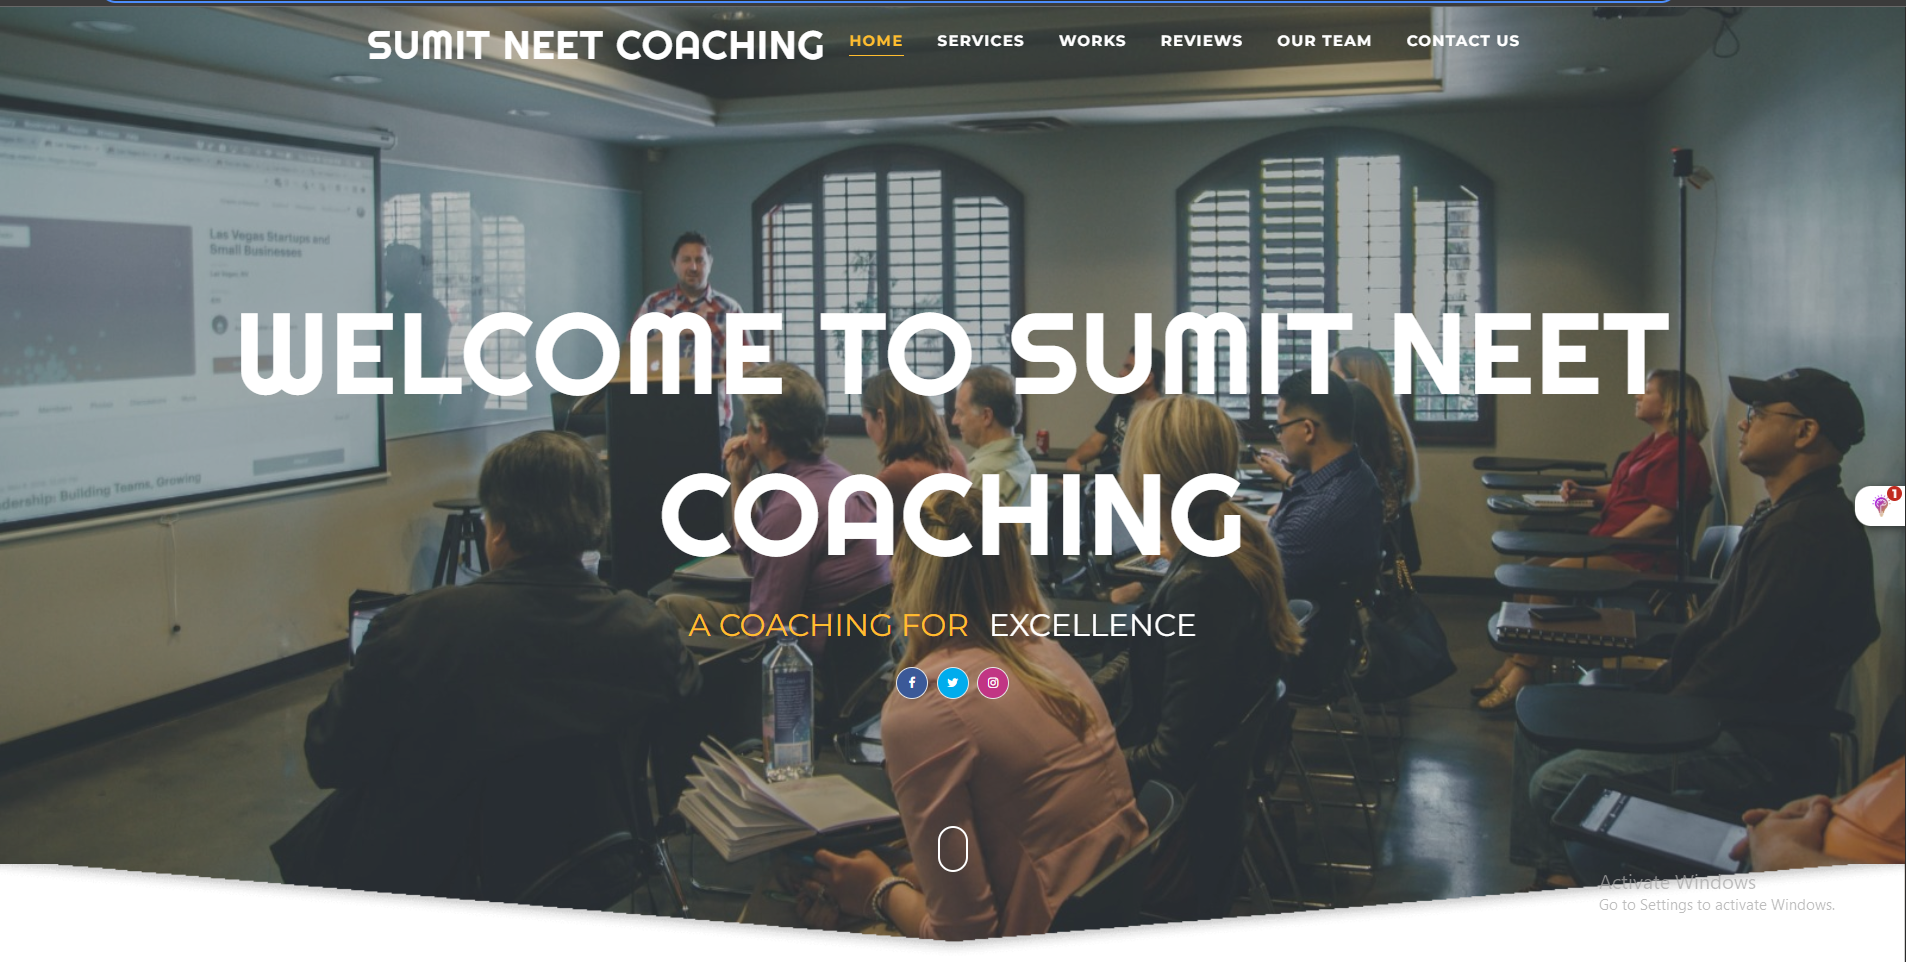 SUMIT NEET COACHING
HOME SERVICES WORKS REVIEWS OUR TEAM CONTACT US
Las Vegas Startups and
Small Businesses
WELCOME TO SUMIT NEET
COACHING
adership: Building Teams, Growing
1
A COACHING FOR EXCELLENCE
Activate Windows
Go to Settings to activate Windows.